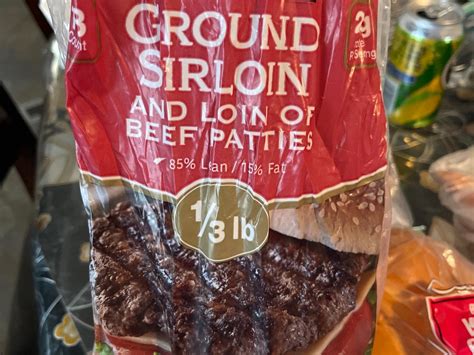 GROUND
SIRLOIN
AND LOIN OF
BEEF PATTIES
85% Lean / 15% Fat
1/3 lb